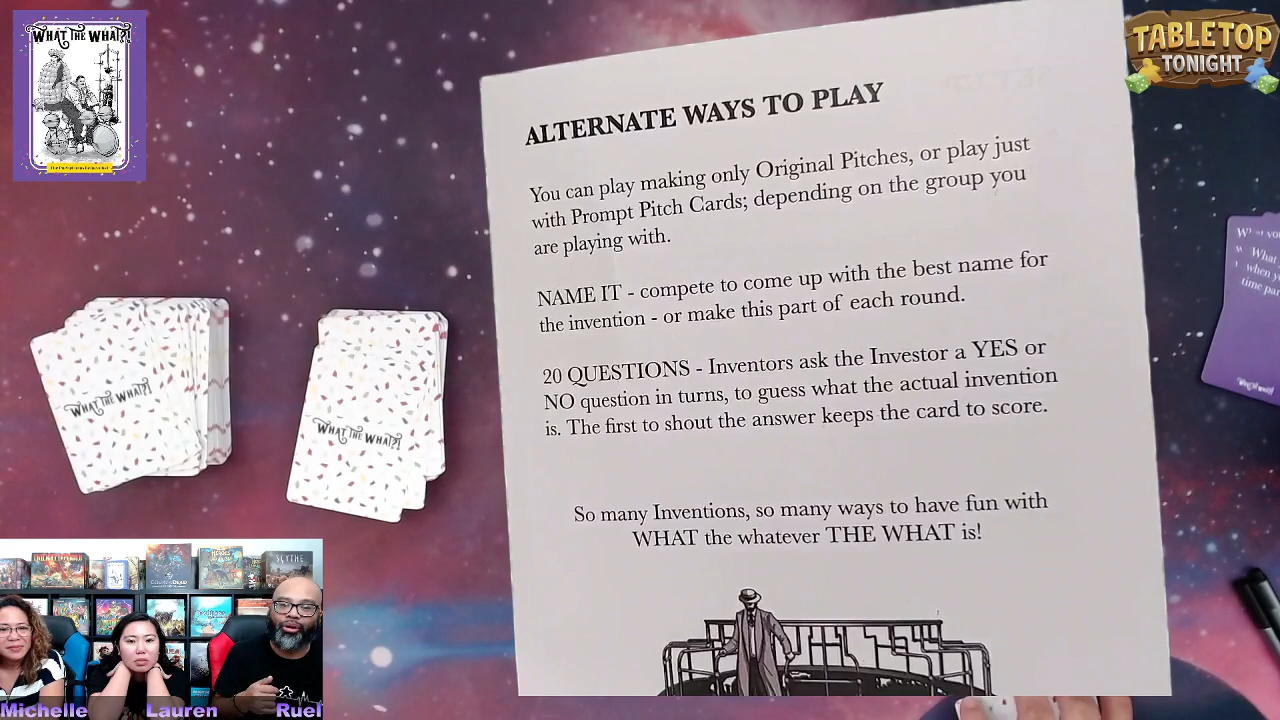 WHAT THE WHAT?!
TABLETOP
TONIGHT
ALTERNATE WAYS TO PLAY
You can play making only Original Pitches, or play just
with Prompt Pitch Cards; depending on the group you
are playing with.
NAME IT - compete to come up with the best name for
the invention - or make this part of each round.
20 QUESTIONS - Inventors ask the Investor a YES or
NO question in turns, to guess what the actual invention
is. The first to shout the answer keeps the card to score.
So many Inventions, so many ways to have fun with
WHAT the whatever THE WHAT is!
WHAT THE WHAT?!
WHAT THE WHAT?!
What
when
time
SCYTHE
Michelle
Lauren
Ruel